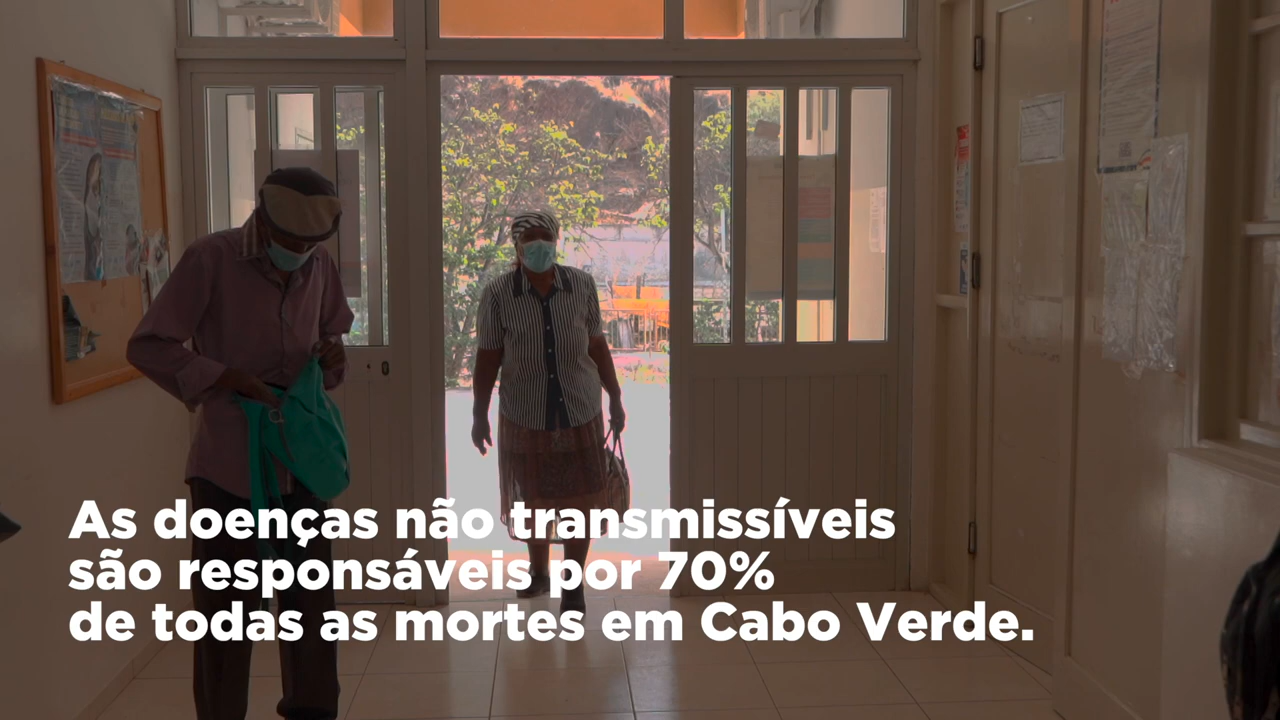 As doenças não transmissíveis
são responsáveis por 70%
de todas as mortes em Cabo Verde.